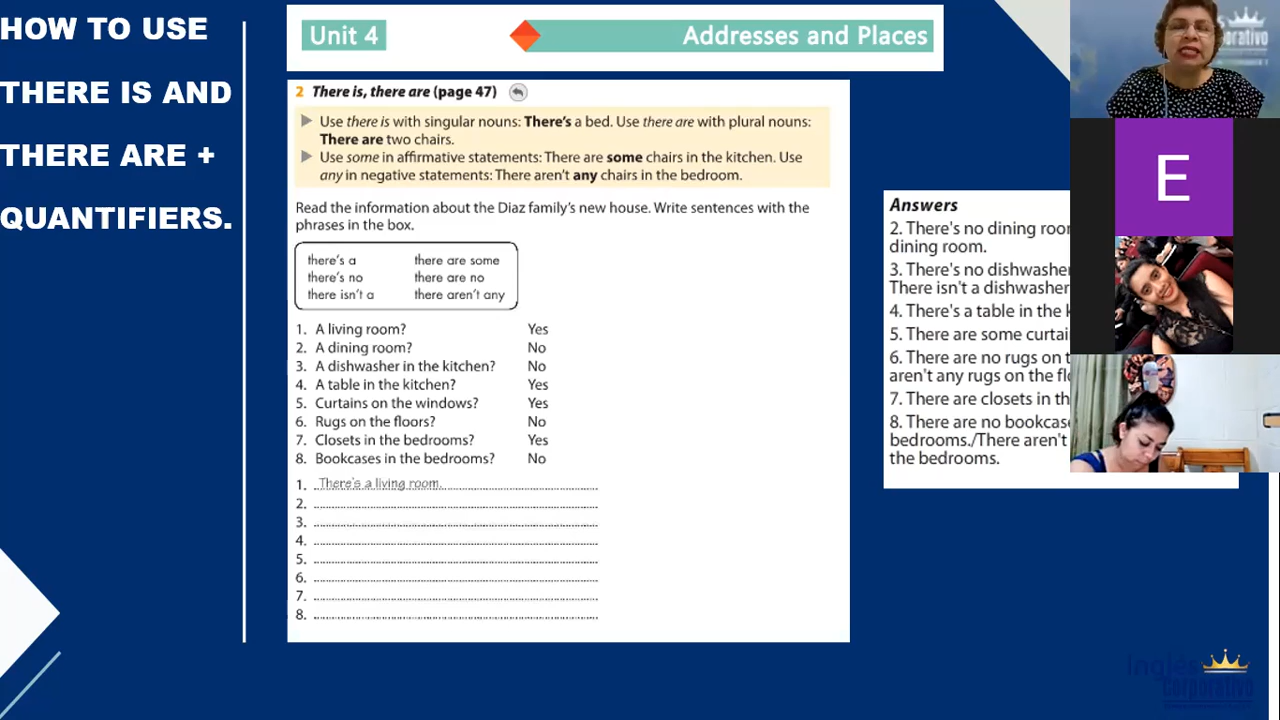 HOW TO USE
THERE IS AND
THERE ARE +
QUANTIFIERS.
Unit 4
Addresses and Places
2 There is, there are (page 47)
Use there is with singular nouns: There's a bed. Use there are with plural nouns:
There are two chairs.
Use some in affirmative statements: There are some chairs in the kitchen. Use
any in negative statements: There aren't any chairs in the bedroom.
Read the information about the Diaz family's new house. Write sentences with the
phrases in the box.
there's a there are some
there's no there are no
there isn't a there aren't any
1. A living room? Yes
2. A dining room? No
3. A dishwasher in the kitchen? No
4. A table in the kitchen? Yes
5. Curtains on the windows? Yes
6. Rugs on the floors? No
7. Closets in the bedrooms? Yes
8. Bookcases in the bedrooms? No
1. There's a living room.
2.
3.
4.
5.
6.
7.
8.
Answers
2. There's no dining
dining room.
3. There's no dishwasher
There isn't a dishwasher
4. There's a table in the
5. There are some
6. There are no rugs on
aren't any rugs on the
7. There are closets in
8. There are no
bedrooms./There aren't
the bedrooms.
E
Inglés
corporativo